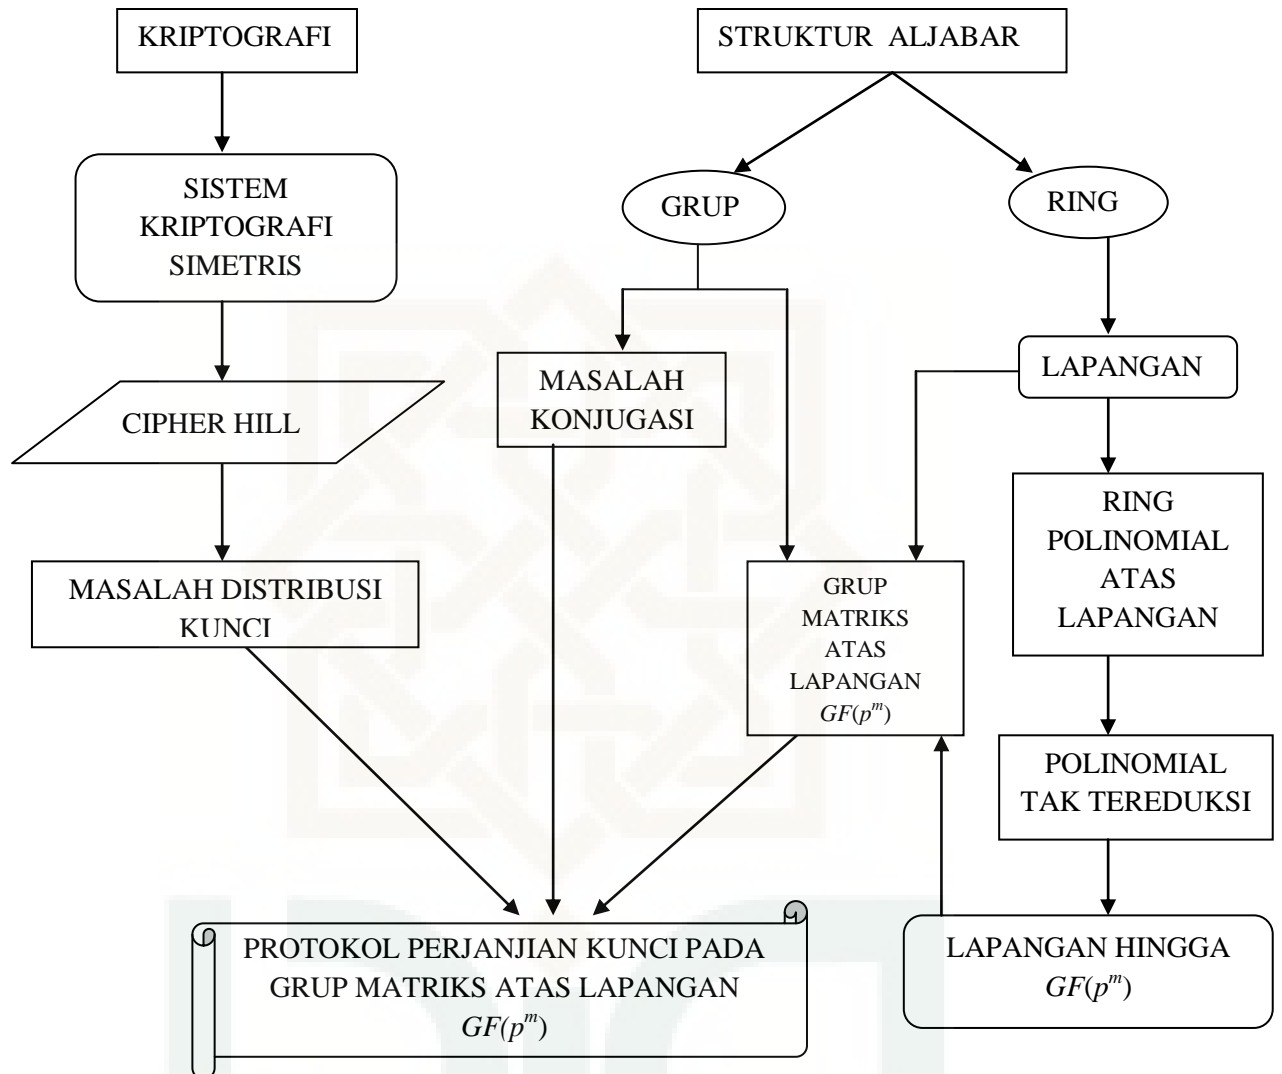 KRIPTOGRAFI
STRUKTUR ALJABAR
SISTEM
KRIPTOGRAFI
SIMETRIS
GRUP
RING
MASALAH
KONJUGASI
LAPANGAN
CIPHER HILL
RING
POLINOMIAL
ATAS
LAPANGAN
MASALAH DISTRIBUSI
KUNCI
GRUP
MATRIKS
ATAS
LAPANGAN
GF(p^m)
POLINOMIAL
TAK TEREDUKSI
PROTOKOL PERJANJIAN KUNCI PADA
GRUP MATRIKS ATAS LAPANGAN
GF(p^m)
LAPANGAN HINGGA
GF(p^m)